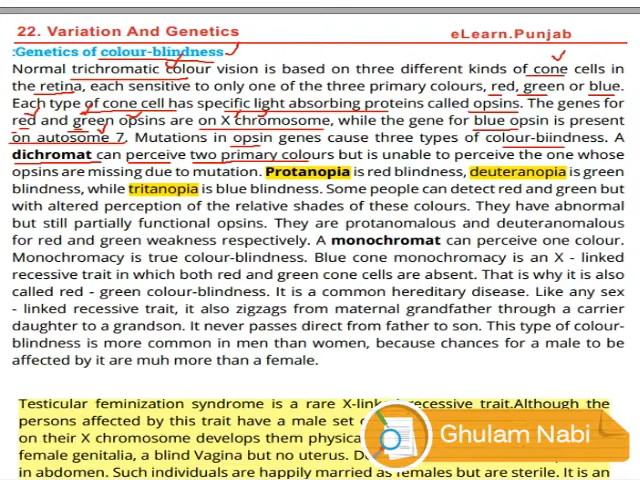 22. Variation And Genetics
eLearn.Punjab
:Genetics of colour-blindness
Normal trichromatic colour vision is based on three different kinds of cone cells in
the retina, each sensitive to only one of the three primary colours, red, green or blue.
Each type of cone cell has specific light absorbing proteins called opsins. The genes for
red and green opsins are on X chromosome, while the gene for blue opsin is present
on autosome 7. Mutations in opsin genes cause three types of colour-biindness. A
dichromat can perceive two primary colours but is unable to perceive the one whose
opsins are missing due to mutation. Protanopia is red blindness, deuteranopia is green
blindness, while tritanopia is blue blindness. Some people can detect red and green but
with altered perception of the relative shades of these colours. They have abnormal
but still partially functional opsins. They are protanomalous and deuteranomalous
for red and green weakness respectively. A monochromat can perceive one colour.
Monochromacy is true colour-blindness. Blue cone monochromacy is an X - linked
recessive trait in which both red and green cone cells are absent. That is why it is also
called red - green colour-blindness. It is a common hereditary disease. Like any sex
- linked recessive trait, it also zigzags from maternal grandfather through a carrier
daughter to a grandson. It never passes direct from father to son. This type of colour-
blindness is more common in men than women, because chances for a male to be
affected by it are muh more than a female.
Testicular feminization syndrome is a rare X-linked recessive trait.Although the
persons affected by this trait have a male set
on their X chromosome develops them physica
female genitalia, a blind Vagina but no uterus.
in abdomen. Such individuals are happily married as females but are sterile. It is an
Ghulam Nabi